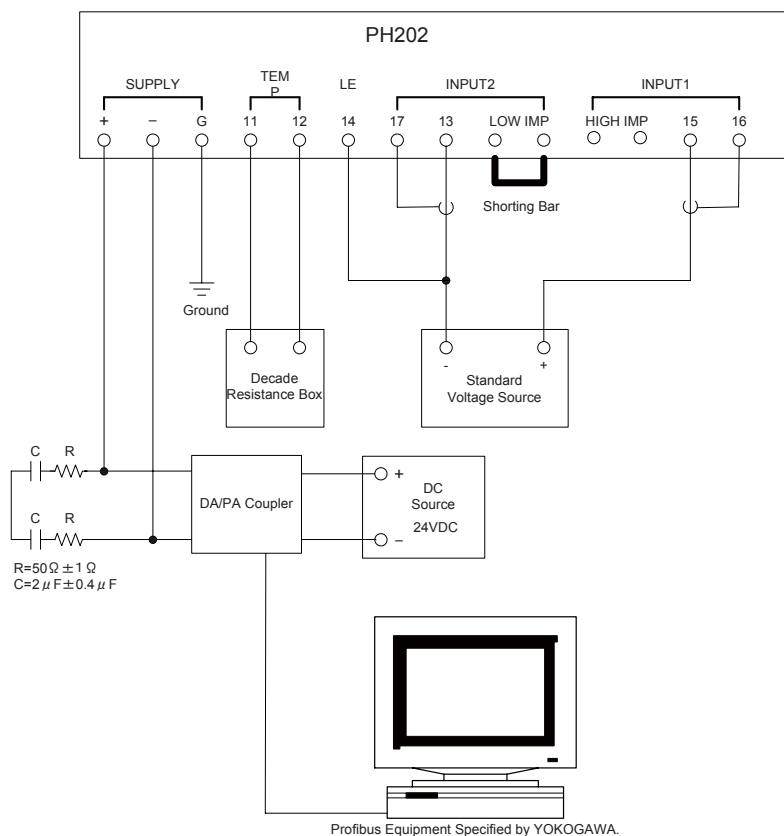 PH202
SUPPLY
TEM
P
LE
INPUT2
INPUT1
+ − G 11 12 14 17 13 LOW IMP HIGH IMP 15 16
Shorting Bar
Ground
Decade
Resistance Box
- +
Standard
Voltage Source
C R
C R
R=50Ω±1Ω
C=2μF±0.4μF
DA/PA Coupler
+
DC
Source
24VDC
−
Profibus Equipment Specified by YOKOGAWA.